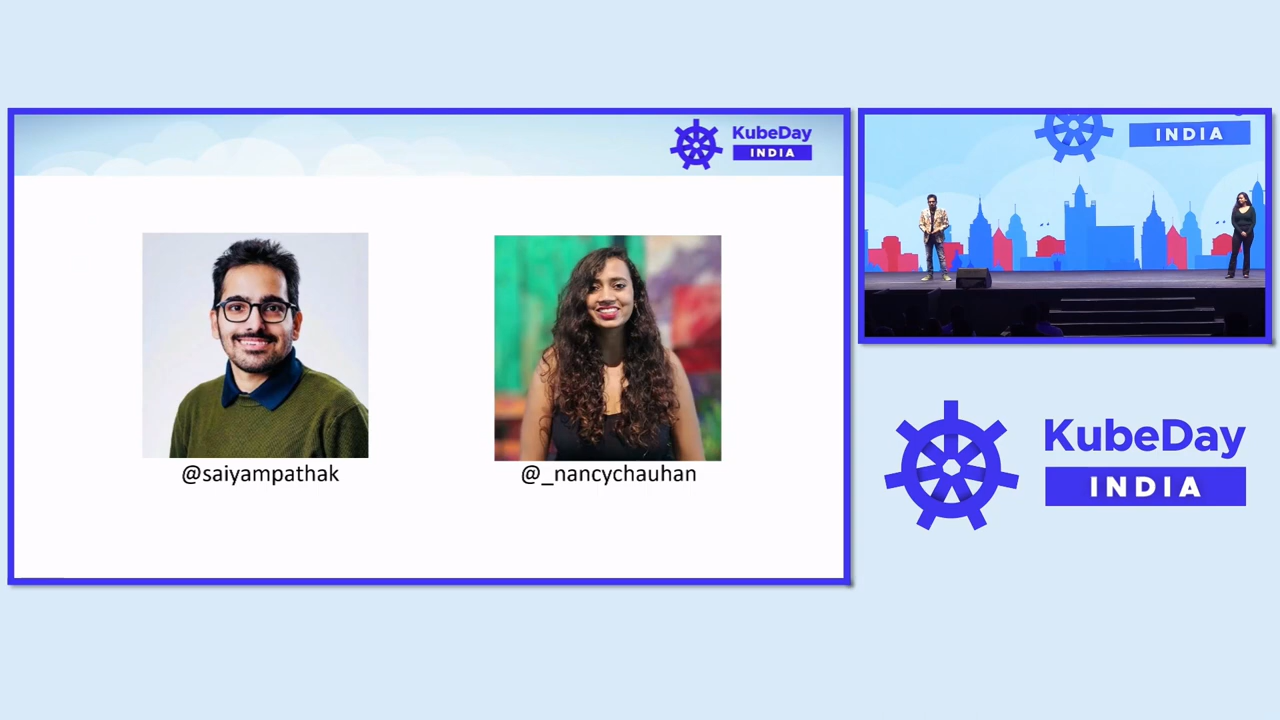 KubeDay
INDIA
@saiyampathak
@_nancychauhan
INDIA
KubeDay
INDIA